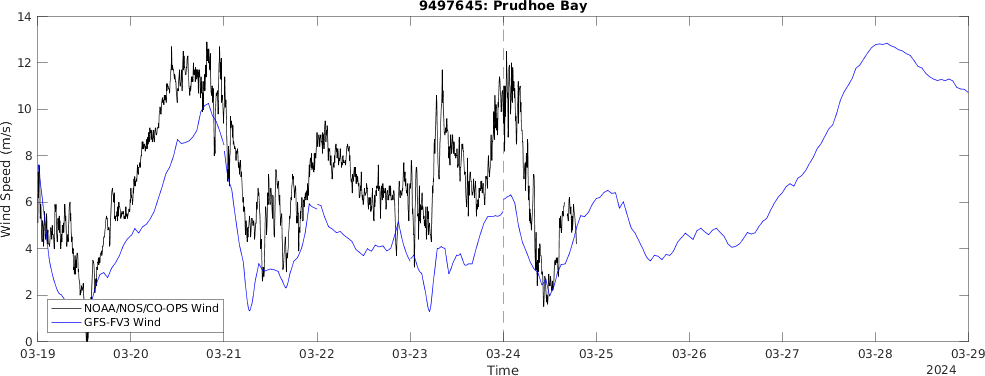 9497645: Prudhoe Bay
14
12
10
8
6
4
2
0
Wind Speed (m/s)
NOAA/NOS/CO-OPS Wind
GFS-FV3 Wind
03-19 03-20 03-21 03-22 03-23 03-24 03-25 03-26 03-27 03-28 03-29
Time
2024